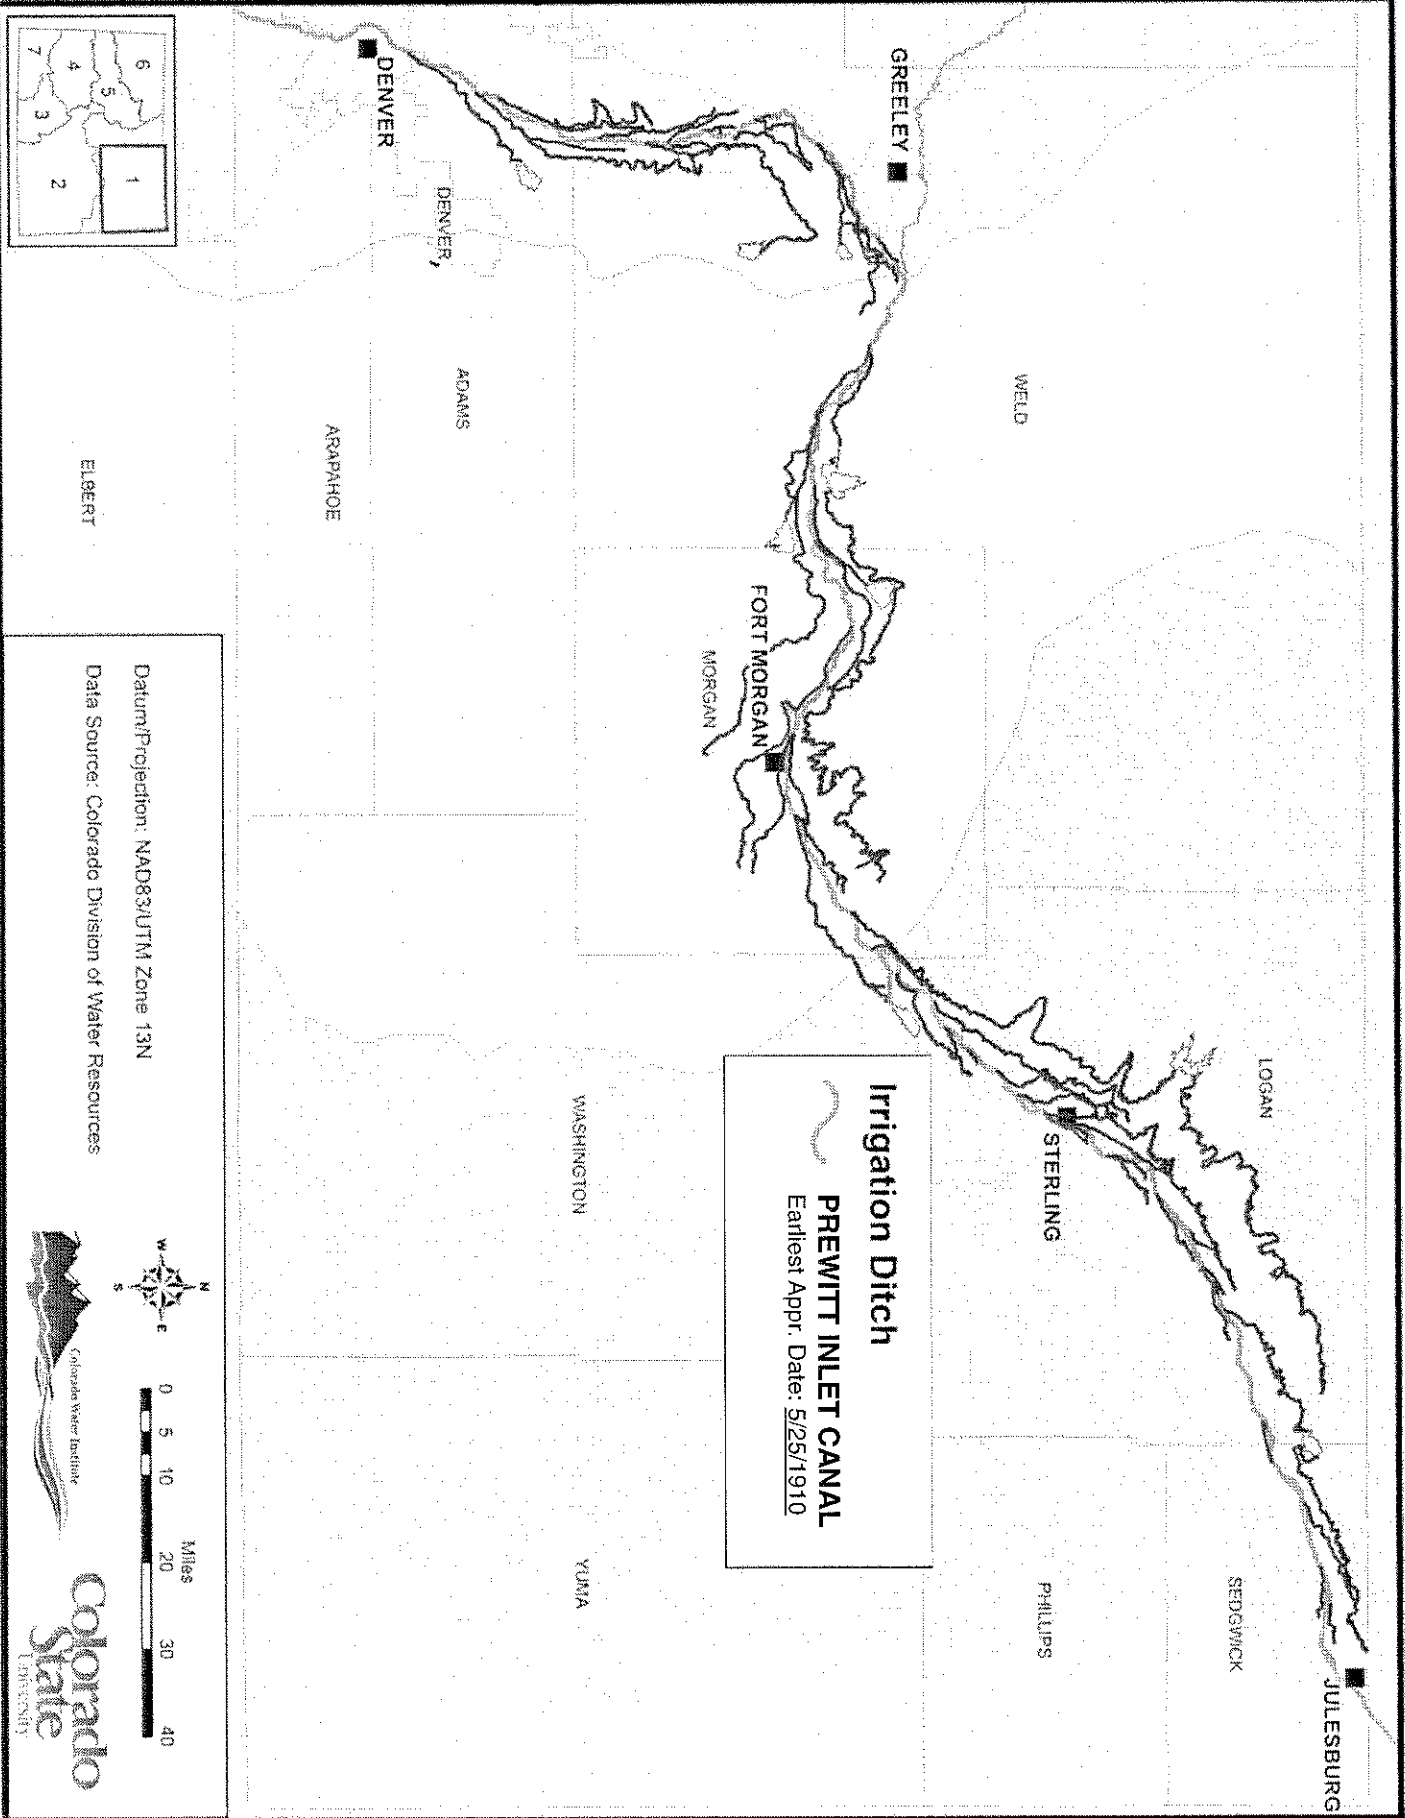 JULESBURG
SEDGWICK
PHILLIPS
YUMA
LOGAN
STERLING
WASHINGTON
Irrigation Ditch
PREWITT INLET CANAL
Earliest Appr. Date: 5/25/1910
WELD
GREELEY
FORT MORGAN
MORGAN
ADAMS
ARAPAHOE
ELBERT
DENVER
DENVER,
6
5
4
7
3
1
2
Datum/Projection: NAD83/UTM Zone 13N
Data Source: Colorado Division of Water Resources
N
W
E
S
Miles
0 5 10 20 30 40
Colorado Water Institute
Colorado
State
University